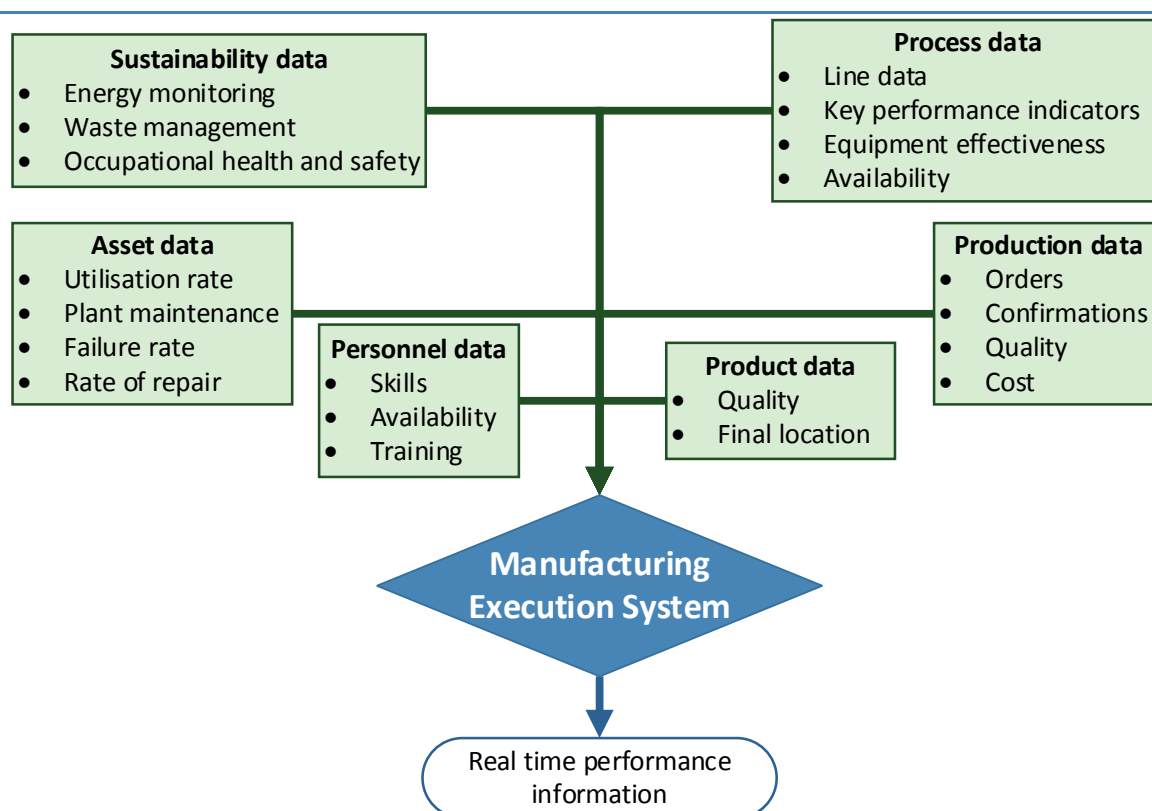 Sustainability data
• Energy monitoring
• Waste management
• Occupational health and safety
Process data
• Line data
• Key performance indicators
• Equipment effectiveness
• Availability
Asset data
• Utilisation rate
• Plant maintenance
• Failure rate
• Rate of repair
Personnel data
• Skills
• Availability
• Training
Product data
• Quality
• Final location
Production data
• Orders
• Confirmations
• Quality
• Cost
Manufacturing
Execution System
Real time performance
information